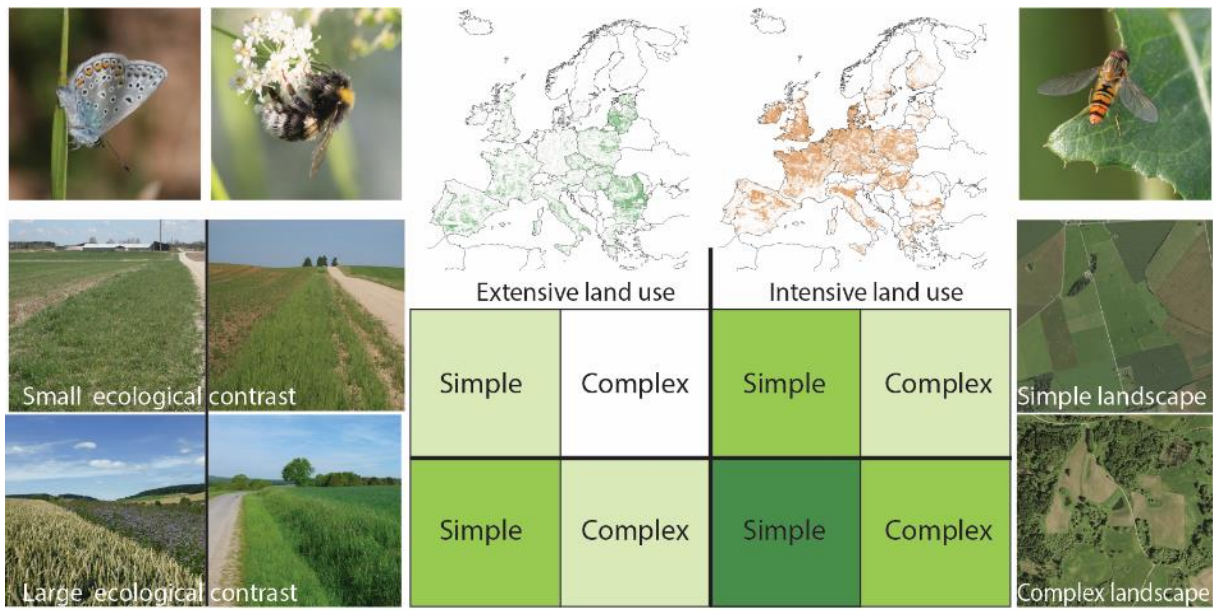 Extensive land use
Intensive land use
Small ecological contrast
Simple
Complex
Simple
Complex
Simple landscape
Large ecological contrast
Simple
Complex
Simple
Complex
Complex landscape